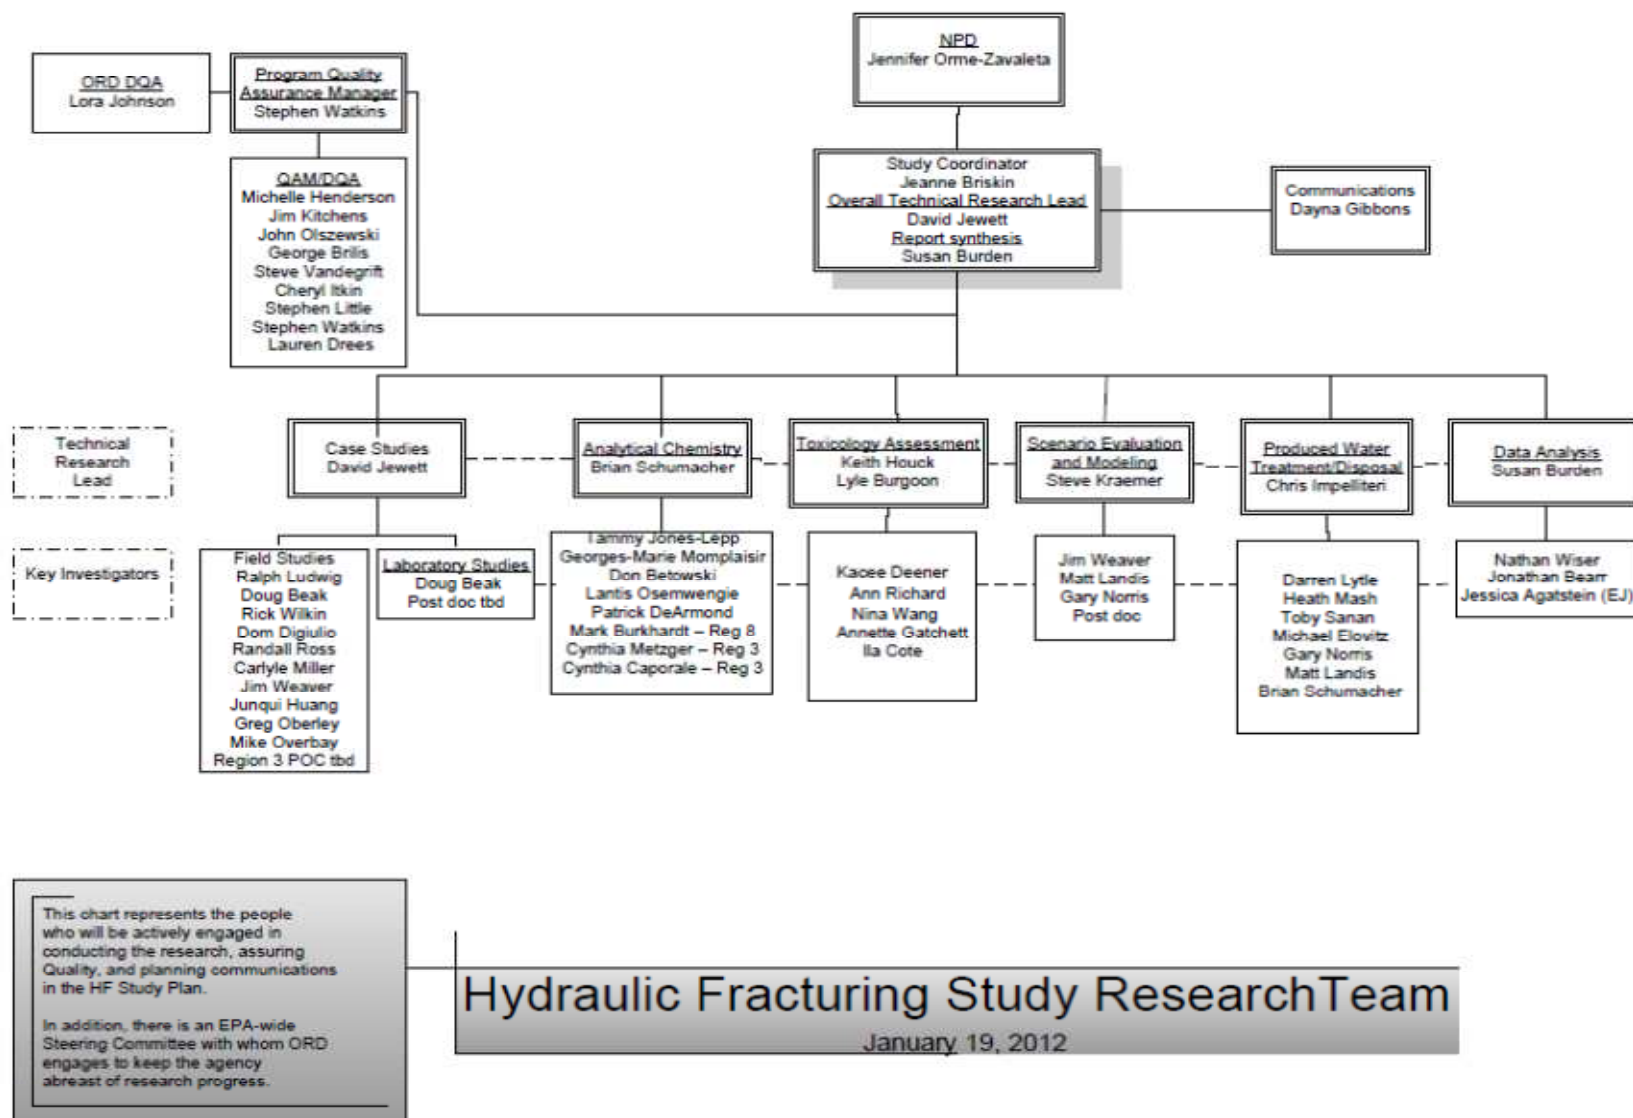 NPD
Jennifer Orme-Zavaleta
ORD DQA
Lora Johnson
Program Quality
Assurance Manager
Stephen Watkins
QAM/DQA
Michelle Henderson
Jim Kitchens
John Olszewski
George Brilis
Steve Vandegrift
Cheryl Itkin
Stephen Little
Stephen Watkins
Lauren Drees
Study Coordinator
Jeanne Briskin
Overall Technical Research Lead
David Jewett
Report synthesis
Susan Burden
Communications
Dayna Gibbons
Technical
Research
Lead
Case Studies
David Jewett
Analytical Chemistry
Brian Schumacher
Toxicology Assessment
Keith Houck
Lyle Burgoon
Scenario Evaluation
and Modeling
Steve Kraemer
Produced Water
Treatment/Disposal
Chris Impelliteri
Data Analysis
Susan Burden
Key Investigators
Field Studies
Ralph Ludwig
Doug Beak
Rick Wilkin
Dom Digiulio
Randall Ross
Carlyle Miller
Jim Weaver
Junqui Huang
Greg Oberley
Mike Overbay
Region 3 POC tbd
Laboratory Studies
Doug Beak
Post doc tbd
Tammy Jones-Lepp
Georges-Marie Momplaisir
Don Betowski
Lantis Osemwengie
Patrick DeArmond
Mark Burkhardt – Reg 8
Cynthia Metzger – Reg 3
Cynthia Caporale – Reg 3
Kacee Deener
Ann Richard
Nina Wang
Annette Gatchett
Ila Cote
Jim Weaver
Matt Landis
Gary Norris
Post doc
Darren Lytle
Heath Mash
Toby Sanan
Michael Elovitz
Gary Norris
Matt Landis
Brian Schumacher
Nathan Wiser
Jonathan Bearr
Jessica Agatstein (EJ)
This chart represents the people
who will be actively engaged in
conducting the research, assuring
Quality, and planning communications
in the HF Study Plan.
In addition, there is an EPA-wide
Steering Committee with whom ORD
engages to keep the agency
abreast of research progress.
Hydraulic Fracturing Study ResearchTeam
January 19, 2012